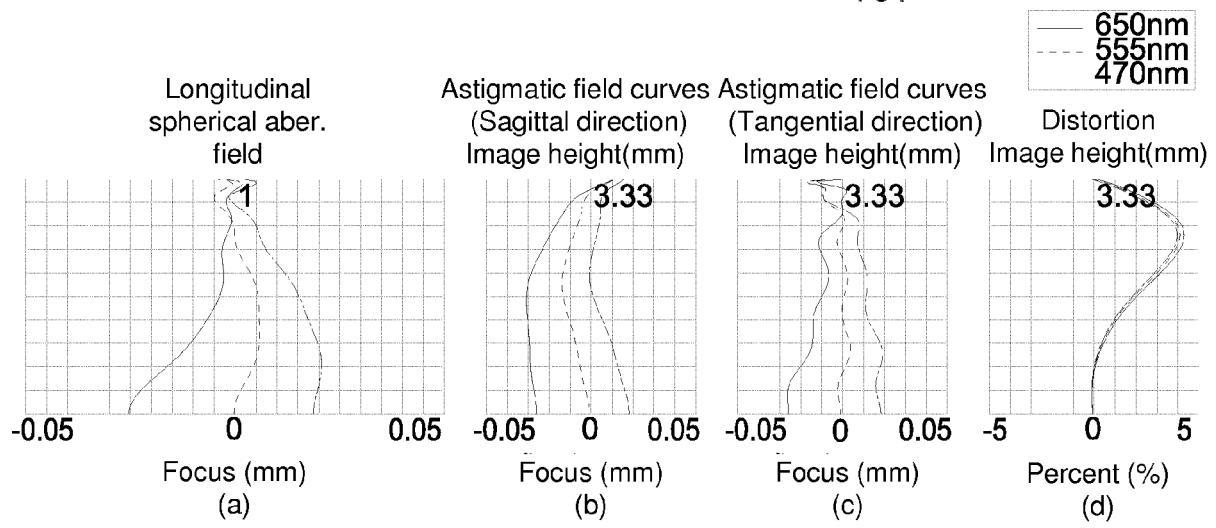 650nm
555nm
470nm
Longitudinal
spherical aber.
field
1
-0.05 0 0.05
Focus (mm)
(a)
Astigmatic field curves
(Sagittal direction)
Image height(mm)
3.33
-0.05 0 0.05
Focus (mm)
(b)
Astigmatic field curves
(Tangential direction)
Image height(mm)
3.33
-0.05 0 0.05
Focus (mm)
(c)
Distortion
Image height(mm)
3.33
-5 0 5
Percent (%)
(d)